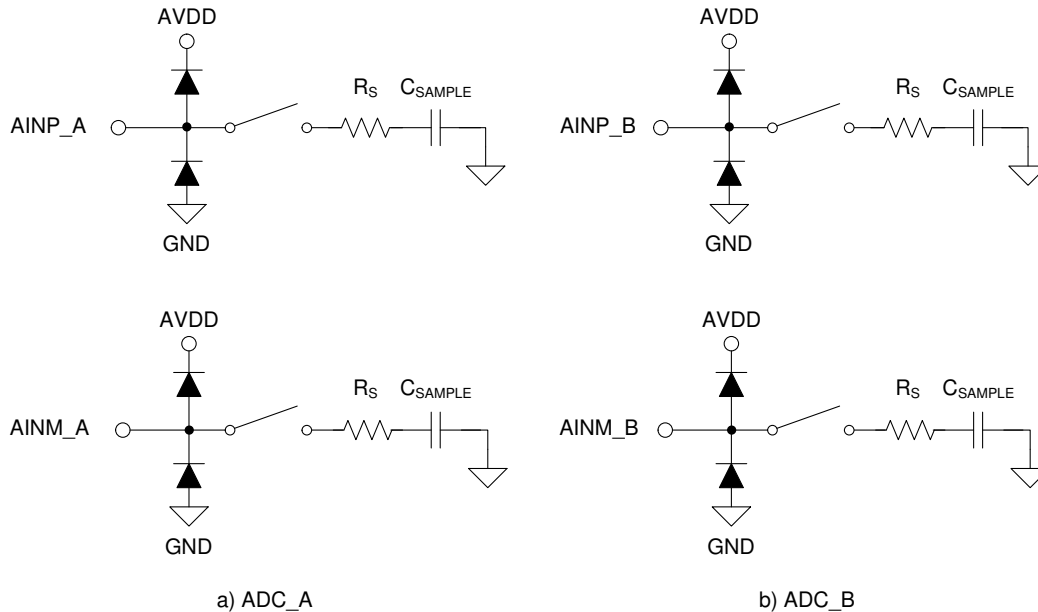 AVDD
AVDD
R_S C_SAMPLE
R_S C_SAMPLE
AINP_A
AINP_B
GND
GND
AVDD
AVDD
R_S C_SAMPLE
R_S C_SAMPLE
AINM_A
AINM_B
GND
GND
a) ADC_A
b) ADC_B